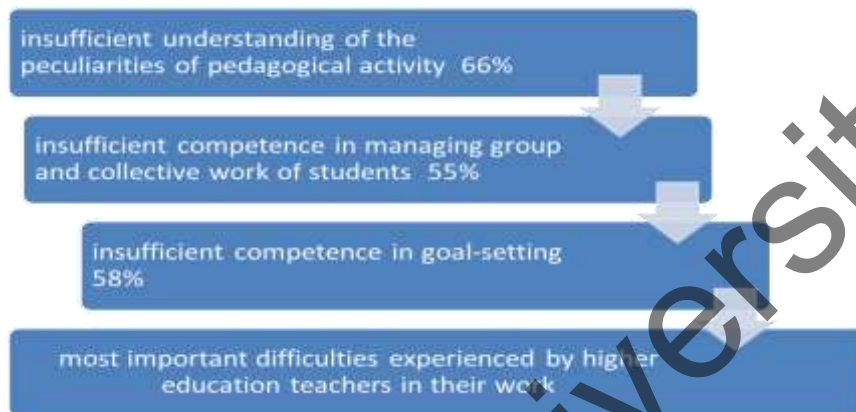 insufficient understanding of the
peculiarities of pedagogical activity 66%
insufficient competence in managing group
and collective work of students 55%
insufficient competence in goal-setting
58%
most important difficulties experienced by higher
education teachers in their work